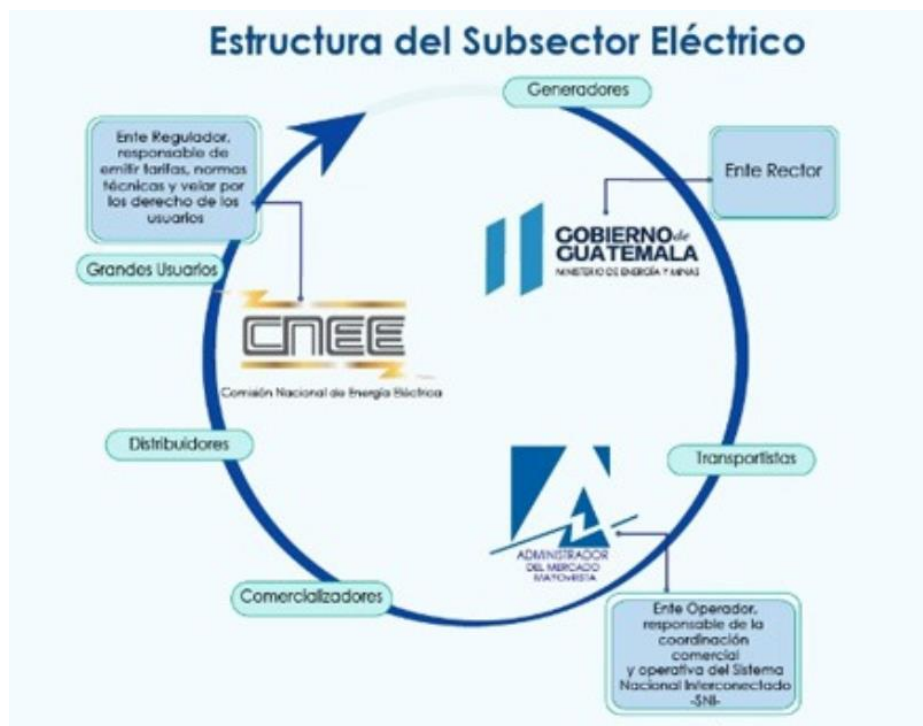 Estructura del Subsector Eléctrico
Generadores
Ente Regulador,
responsable de
emitir tarifas, normas
técnicas y velar por
los derecho de los
usuarios
Ente Rector
GOBIERNO de
GUATEMALA
MINISTERIO DE ENERGÍA Y MINAS
Grandes Usuarios
CNEE
Comisión Nacional de Energía Eléctrica
Distribuidores
Transportistas
ADMINISTRADOR
DEL MERCADO
MAYORISTA
Comercializadores
Ente Operador,
responsable de la
coordinación
comercial
y operativa del Sistema
Nacional Interconectado
-SNI-